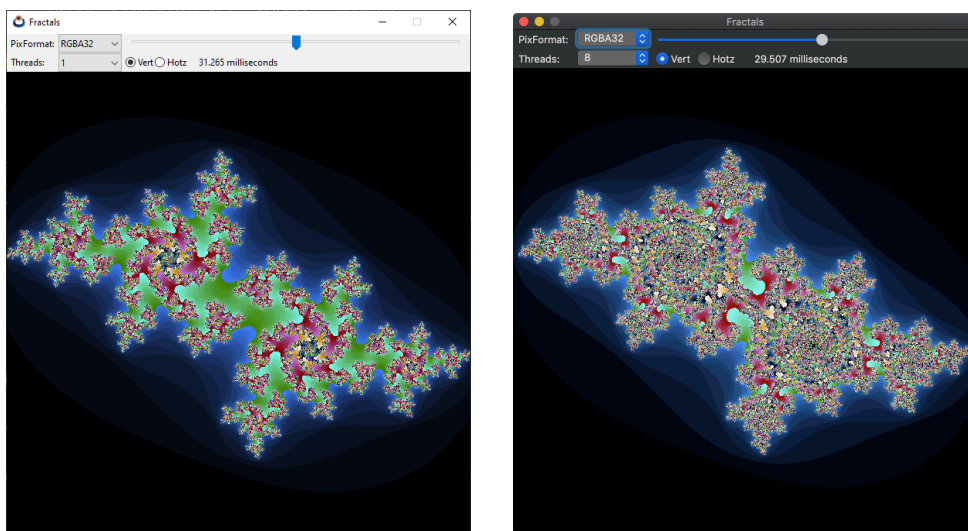 Fractals
PixFormat: RGBA32
Threads: 1 Vert Hotz 31.265 milliseconds
Fractals
PixFormat: RGBA32
Threads: 8 Vert Hotz 29.507 milliseconds